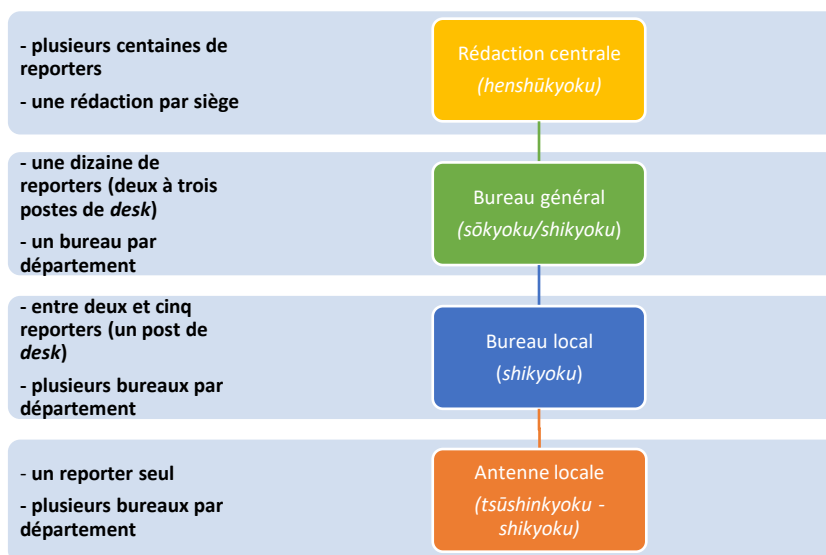 - plusieurs centaines de
reporters
- une rédaction par siège
Rédaction centrale
(henshūkyoku)
- une dizaine de
reporters (deux à trois
postes de desk)
- un bureau par
département
Bureau général
(sōkyoku/shikyoku)
- entre deux et cinq
reporters (un post de
desk)
- plusieurs bureaux par
département
Bureau local
(shikyoku)
- un reporter seul
- plusieurs bureaux par
département
Antenne locale
(tsūshinkyoku -
shikyoku)